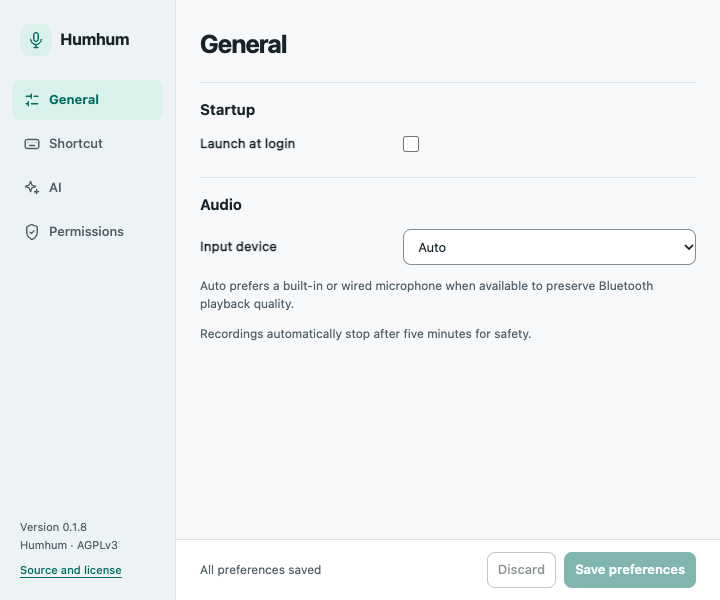 Humhum
General
Shortcut
AI
Permissions
Version 0.1.8
Humhum · AGPLv3
Source and license
General
Startup
Launch at login
Audio
Input device
Auto
Auto prefers a built-in or wired microphone when available to preserve Bluetooth
playback quality.
Recordings automatically stop after five minutes for safety.
All preferences saved
Discard
Save preferences